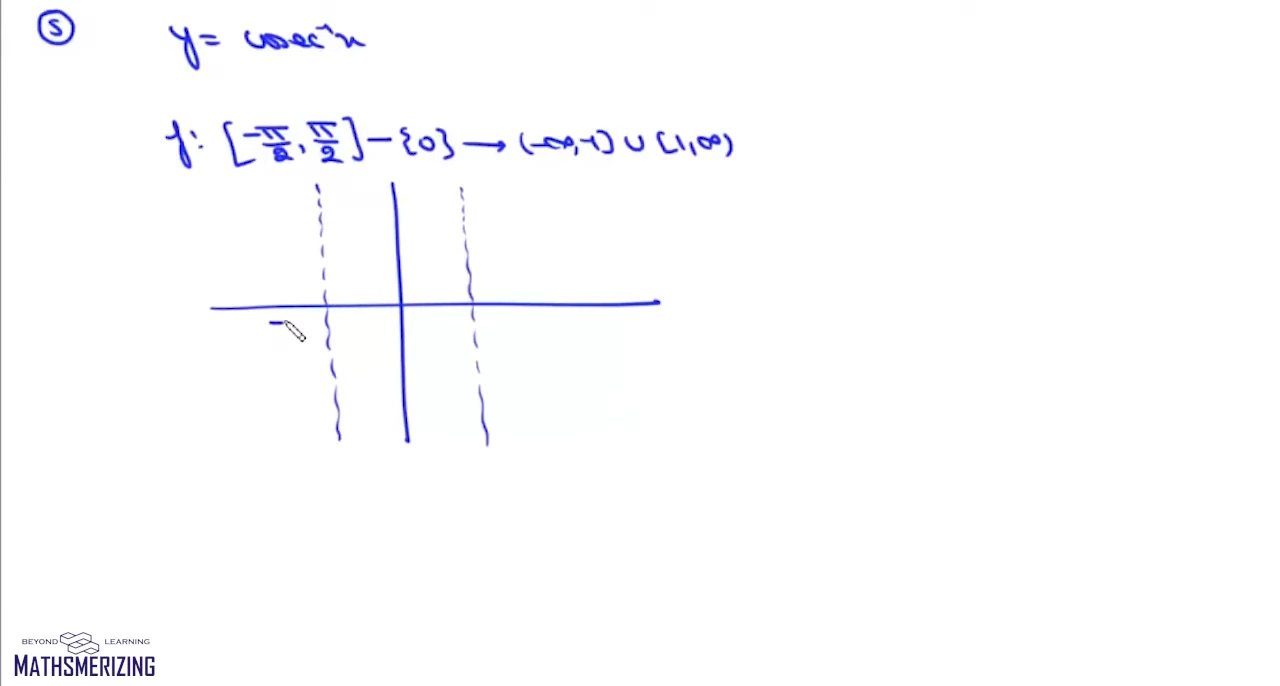 ⑤ y = cosec⁻¹x
f: [-π/2, π/2] - {0} → (-∞,-1] ∪ [1,∞)
-
BEYOND LEARNING
MATHSMERIZING